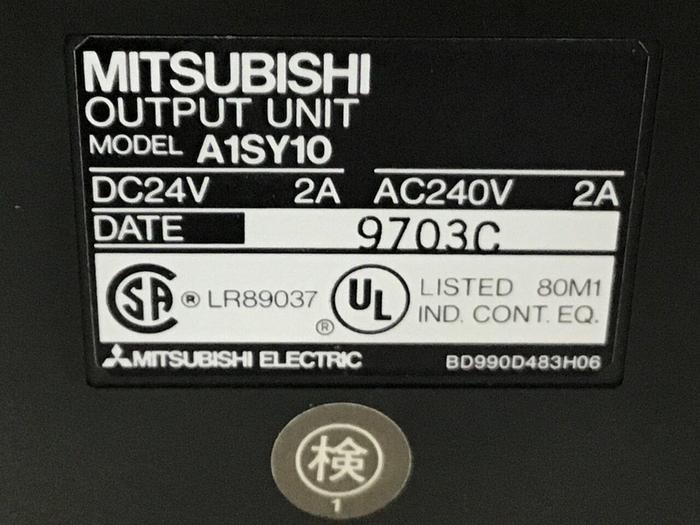 MITSUBISHI
OUTPUT UNIT
MODEL A1SY10
DC24V 2A AC240V 2A
DATE 9703C
SA ® LR89037 ® UL LISTED 80M1
IND. CONT. EQ.
MITSUBISHI ELECTRIC BD990D483H06
検
1